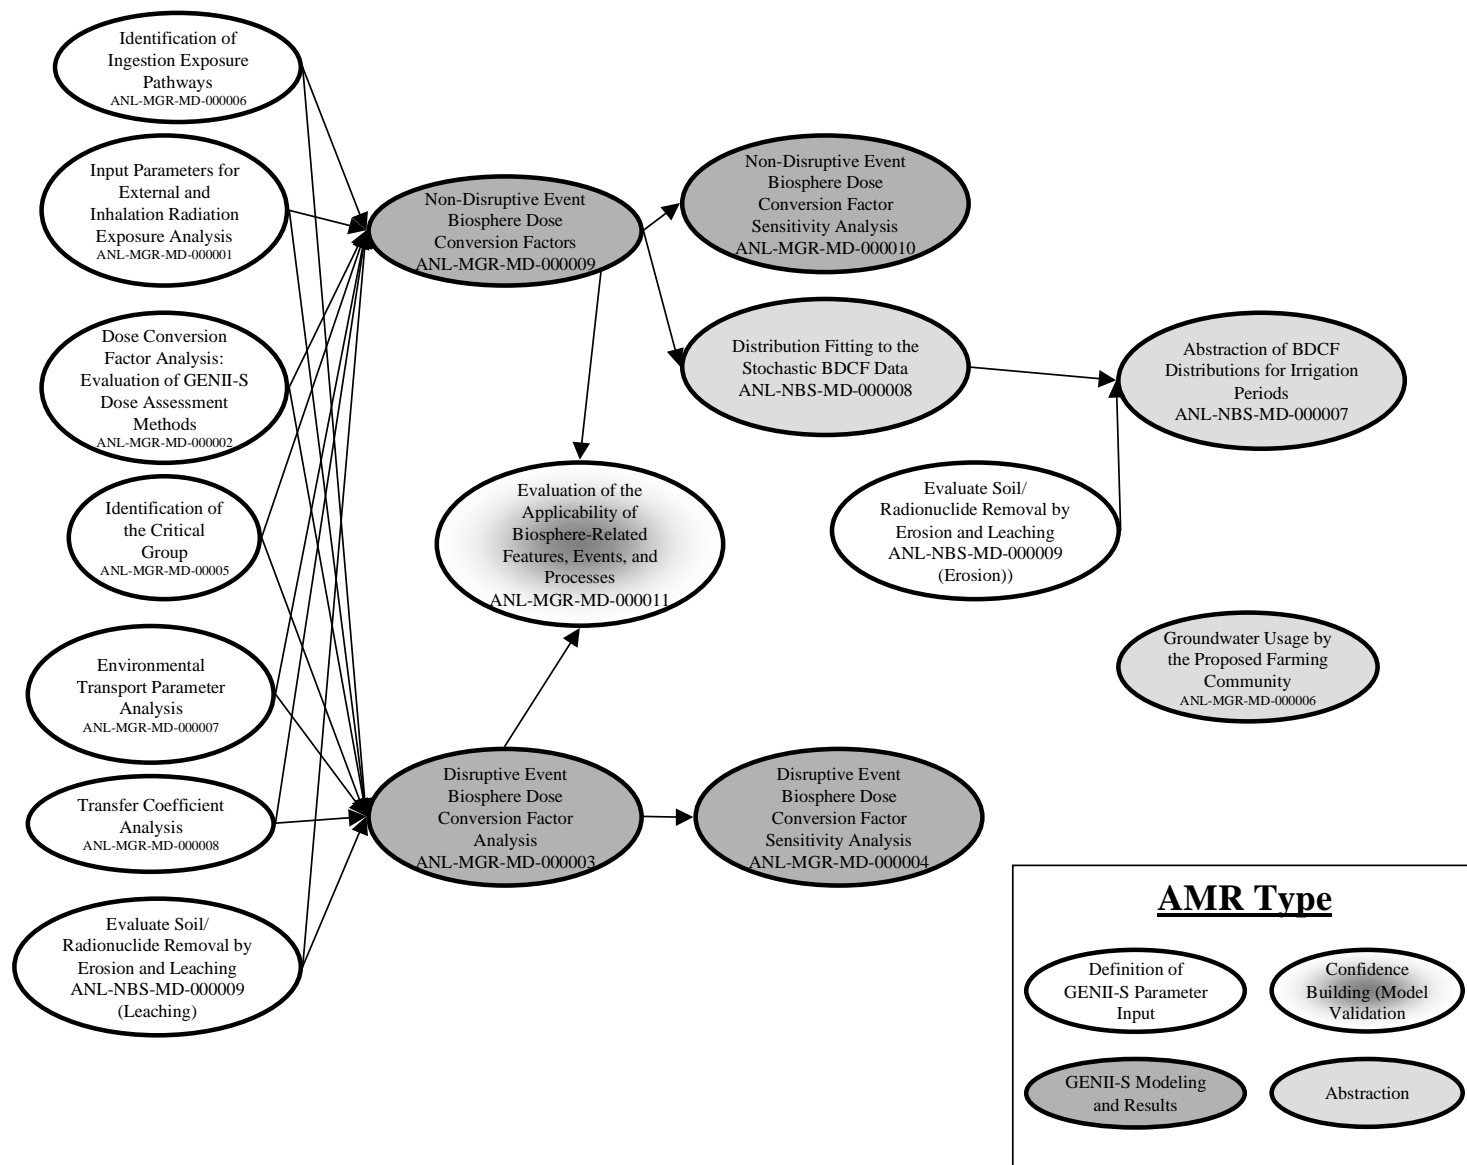 Identification of
Ingestion Exposure
Pathways
ANL-MGR-MD-000006
Input Parameters for
External and
Inhalation Radiation
Exposure Analysis
ANL-MGR-MD-000001
Dose Conversion
Factor Analysis:
Evaluation of GENII-S
Dose Assessment
Methods
ANL-MGR-MD-000002
Identification of
the Critical
Group
ANL-MGR-MD-00005
Environmental
Transport Parameter
Analysis
ANL-MGR-MD-000007
Transfer Coefficient
Analysis
ANL-MGR-MD-000008
Evaluate Soil/
Radionuclide Removal by
Erosion and Leaching
ANL-NBS-MD-000009
(Leaching)
Non-Disruptive Event
Biosphere Dose
Conversion Factors
ANL-MGR-MD-000009
Evaluation of the
Applicability of
Biosphere-Related
Features, Events, and
Processes
ANL-MGR-MD-000011
Disruptive Event
Biosphere Dose
Conversion Factor
Analysis
ANL-MGR-MD-000003
Non-Disruptive Event
Biosphere Dose
Conversion Factor
Sensitivity Analysis
ANL-MGR-MD-000010
Distribution Fitting to the
Stochastic BDCF Data
ANL-NBS-MD-000008
Evaluate Soil/
Radionuclide Removal by
Erosion and Leaching
ANL-NBS-MD-000009
(Erosion))
Disruptive Event
Biosphere Dose
Conversion Factor
Sensitivity Analysis
ANL-MGR-MD-000004
Abstraction of BDCF
Distributions for Irrigation
Periods
ANL-NBS-MD-000007
Groundwater Usage by
the Proposed Farming
Community
ANL-MGR-MD-000006
AMR Type
Definition of
GENII-S Parameter
Input
Confidence
Building (Model
Validation
GENII-S Modeling
and Results
Abstraction